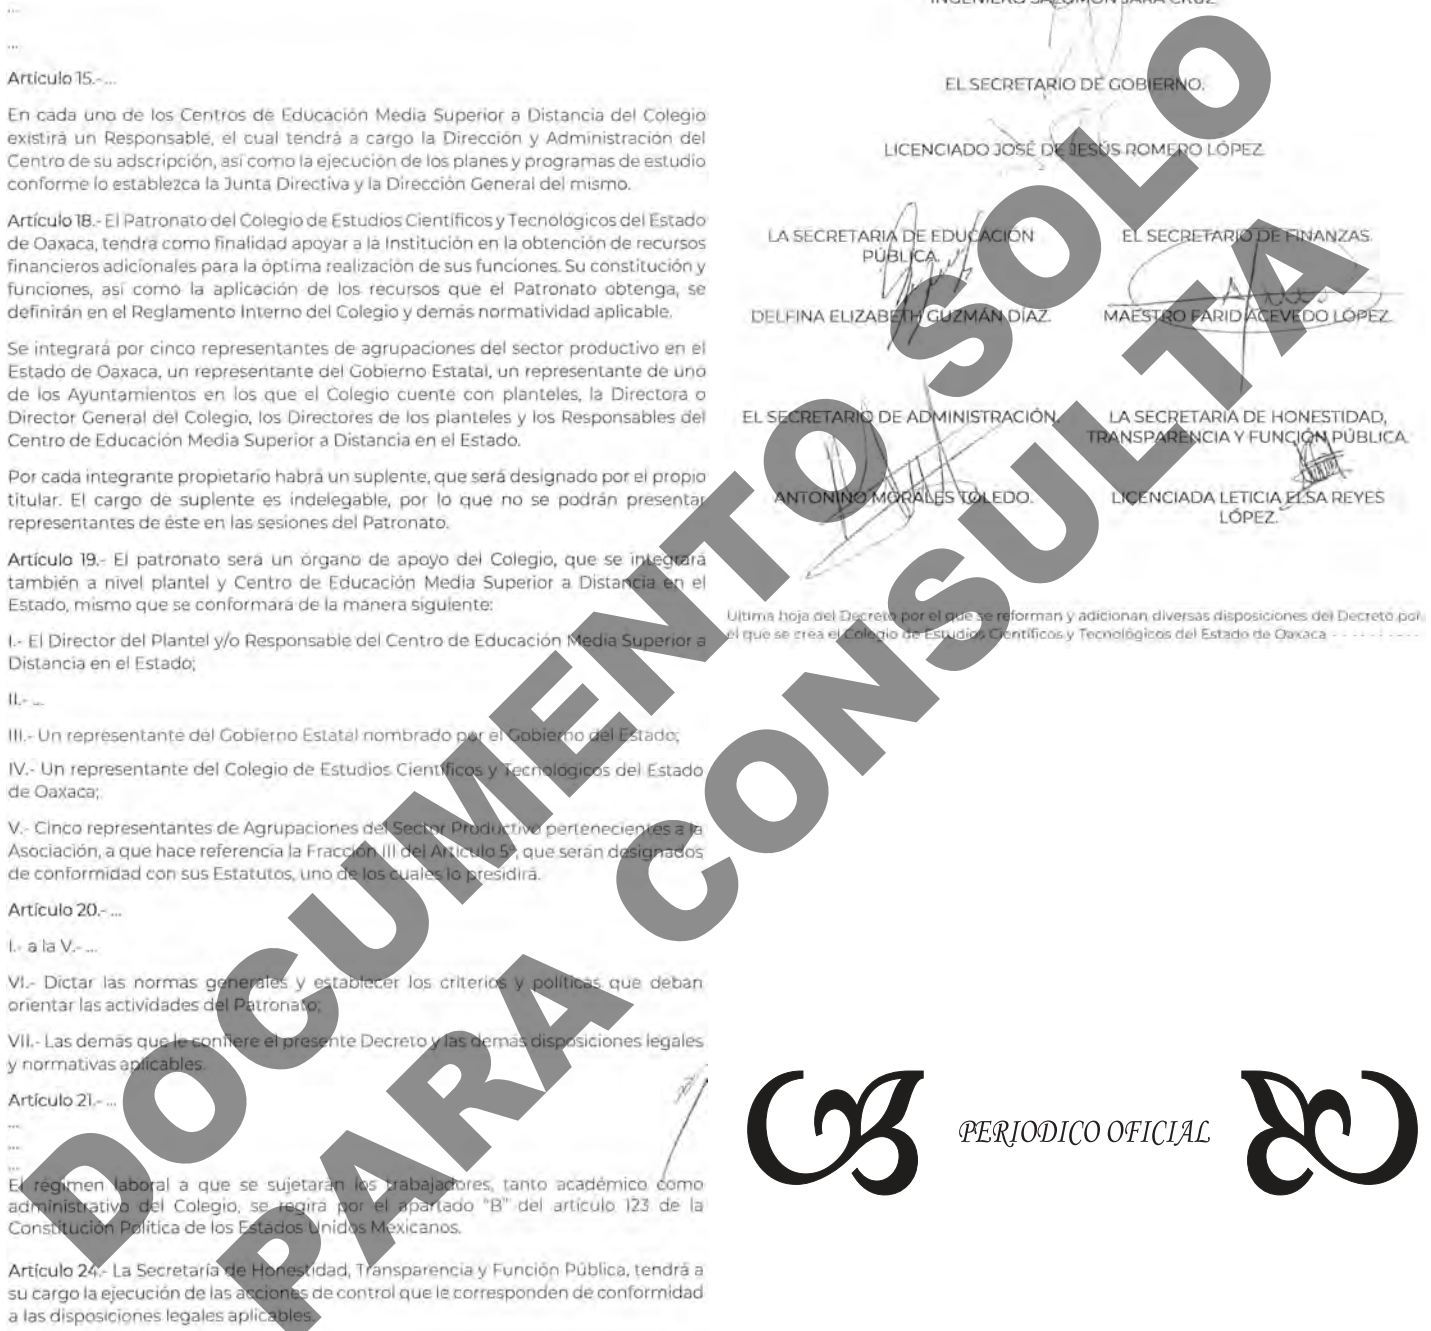 ...
...
Artículo 15.- ...
En cada uno de los Centros de Educación Media Superior a Distancia del Colegio
existirá un Responsable, el cual tendrá a cargo la Dirección y Administración del
Centro de su adscripción, así como la ejecución de los planes y programas de estudio
conforme lo establezca la Junta Directiva y la Dirección General del mismo.
Artículo 18.- El Patronato del Colegio de Estudios Científicos y Tecnológicos del Estado
de Oaxaca, tendrá como finalidad apoyar a la Institución en la obtención de recursos
financieros adicionales para la óptima realización de sus funciones. Su constitución y
funciones, así como la aplicación de los recursos que el Patronato obtenga, se
definirán en el Reglamento Interno del Colegio y demás normatividad aplicable.
Se integrará por cinco representantes de agrupaciones del sector productivo en el
Estado de Oaxaca, un representante del Gobierno Estatal, un representante de uno
de los Ayuntamientos en los que el Colegio cuente con planteles, la Directora o
Director General del Colegio, los Directores de los planteles y los Responsables del
Centro de Educación Media Superior a Distancia en el Estado.
Por cada integrante propietario habrá un suplente, que será designado por el propio
titular. El cargo de suplente es indelegable, por lo que no se podrán presentar
representantes de éste en las sesiones del Patronato.
Artículo 19.- El patronato será un órgano de apoyo del Colegio, que se integrará
también a nivel plantel y Centro de Educación Media Superior a Distancia en el
Estado, mismo que se conformará de la manera siguiente:
I.- El Director del Plantel y/o Responsable del Centro de Educación Media Superior a
Distancia en el Estado;
II.- ...
III.- Un representante del Gobierno Estatal nombrado por el Gobierno del Estado;
IV.- Un representante del Colegio de Estudios Científicos y Tecnológicos del Estado
de Oaxaca;
V.- Cinco representantes de Agrupaciones del Sector Productivo pertenecientes a la
Asociación, a que hace referencia la Fracción III del Artículo 5º, que serán designados
de conformidad con sus Estatutos, uno de los cuales lo presidirá.
Artículo 20.- ...
I.- a la V.- ...
VI.- Dictar las normas generales y establecer los criterios y políticas que deban
orientar las actividades del Patronato;
VII.- Las demás que le confiere el presente Decreto y las demás disposiciones legales
y normativas aplicables.
Artículo 21.- ...
...
...
...
El régimen laboral a que se sujetarán los trabajadores, tanto académico como
administrativo del Colegio, se regirá por el apartado "B" del artículo 123 de la
Constitución Política de los Estados Unidos Mexicanos.
Artículo 24.- La Secretaría de Honestidad, Transparencia y Función Pública, tendrá a
su cargo la ejecución de las acciones de control que le corresponden de conformidad
a las disposiciones legales aplicables.
INGENIERO SALOMÓN JARA CRUZ
EL SECRETARIO DE GOBIERNO.
LICENCIADO JOSÉ DE JESÚS ROMERO LÓPEZ
LA SECRETARIA DE EDUCACIÓN
PÚBLICA.
DELFINA ELIZABETH GUZMÁN DÍAZ.
EL SECRETARIO DE FINANZAS.
MAESTRO FARID ACEVEDO LÓPEZ.
EL SECRETARIO DE ADMINISTRACIÓN.
ANTONINO MORALES TOLEDO.
LA SECRETARIA DE HONESTIDAD,
TRANSPARENCIA Y FUNCIÓN PÚBLICA.
LICENCIADA LETICIA ELSA REYES
LÓPEZ.
Última hoja del Decreto por el que se reforman y adicionan diversas disposiciones del Decreto por
el que se crea el Colegio de Estudios Científicos y Tecnológicos del Estado de Oaxaca - - - - - - - - - -
PERIODICO OFICIAL
DOCUMENTO SOLO
PARA CONSULTA